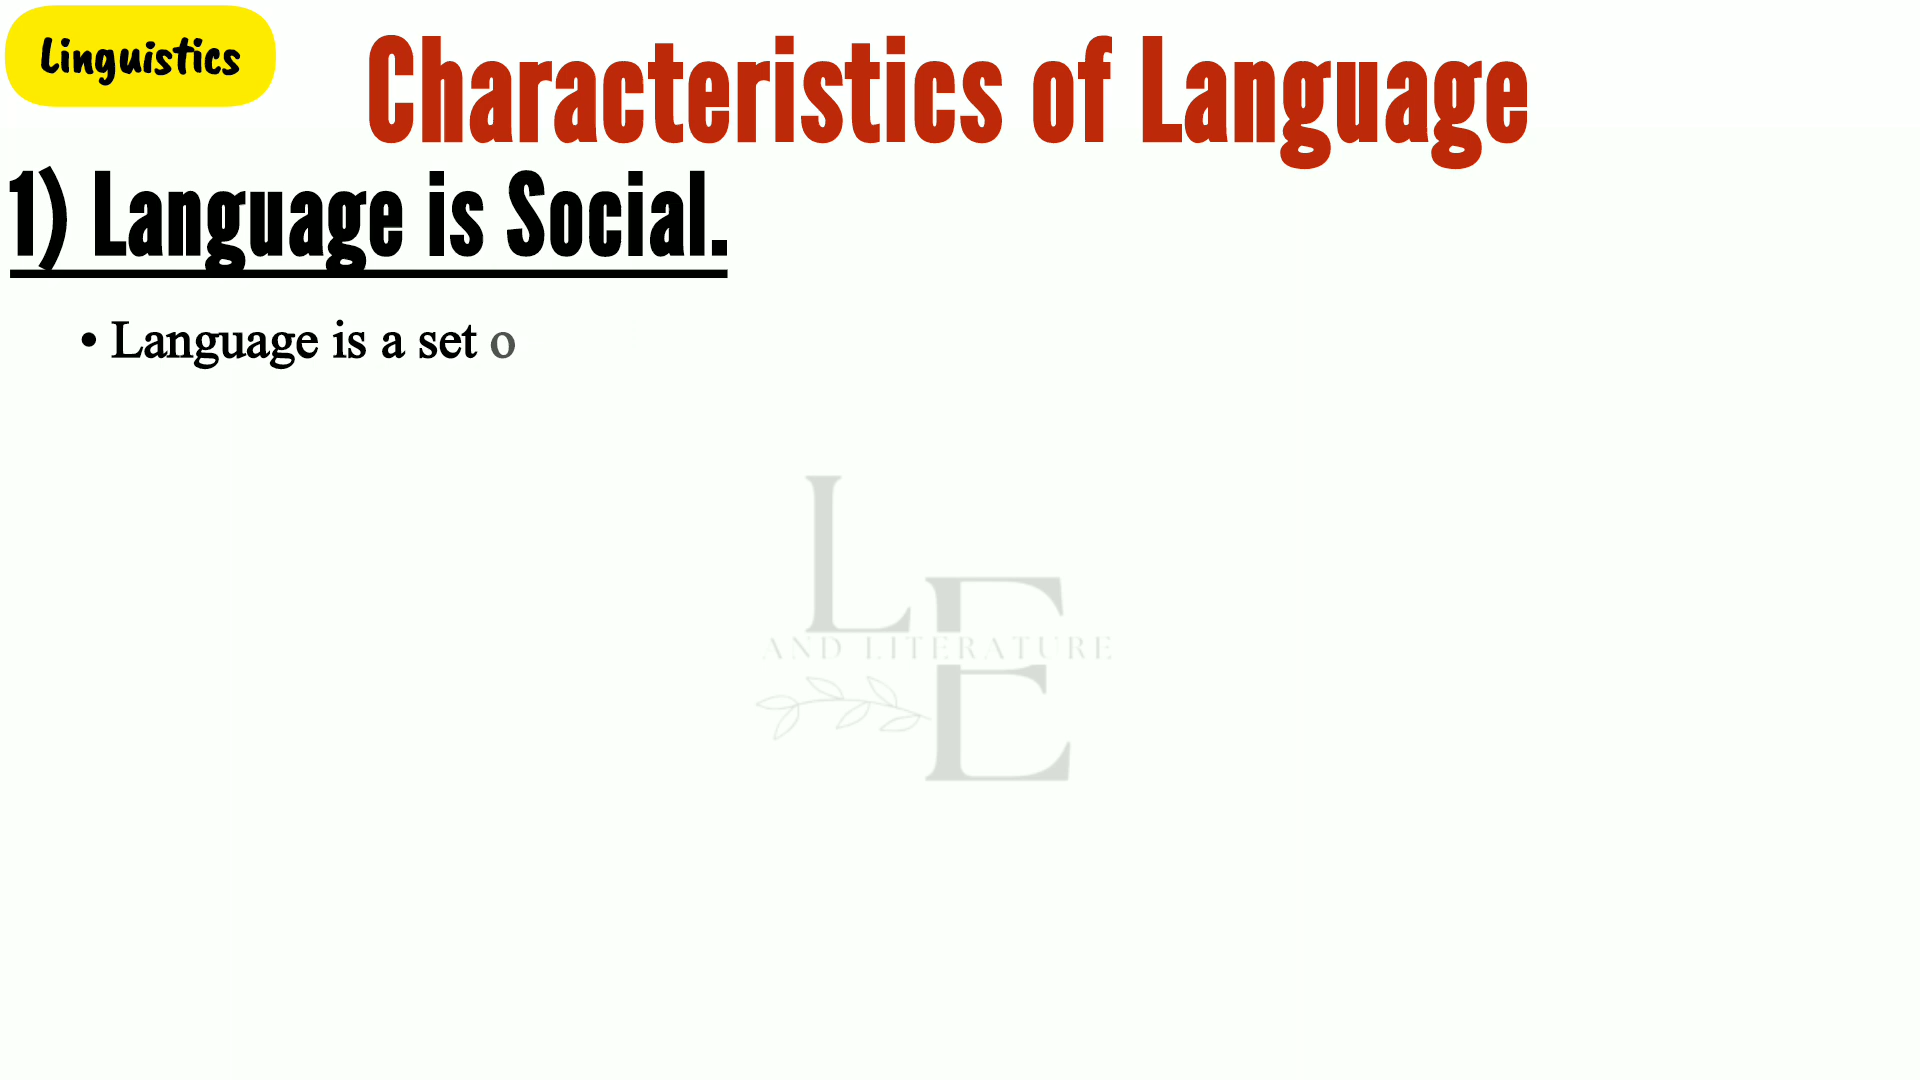 Linguistics
Characteristics of Language
1) Language is Social.
• Language is a set o
L
E
AND LITERATURE